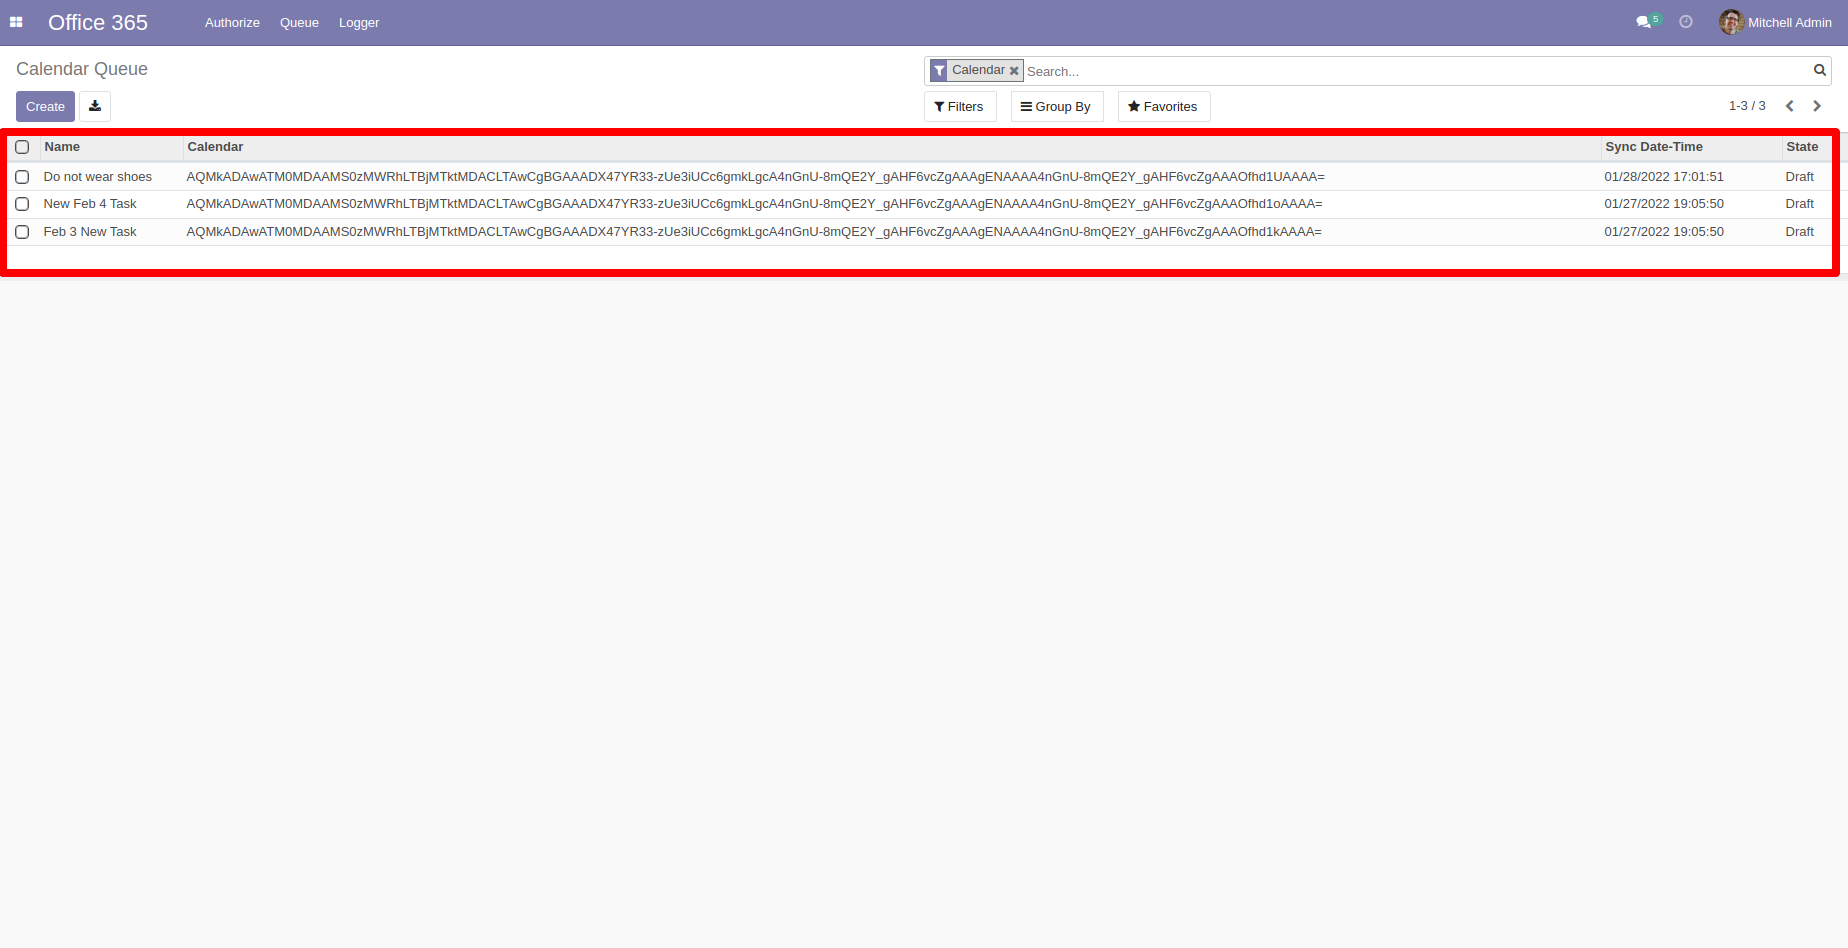 Office 365 Authorize Queue Logger 5 Mitchell Admin
Calendar Queue Calendar Search...
Create Filters Group By Favorites 1-3 / 3
Name Calendar Sync Date-Time State
Do not wear shoes AQMkADAwATM0MDAAMS0zMWRhLTBjMTktMDACLTAwCgBGAAADX47YR33-zUe3iUCc6gmkLgcA4nGnU-8mQE2Y_gAHF6vcZgAAAgENAAAA4nGnU-8mQE2Y_gAHF6vcZgAAAOfhd1UAAAA= 01/28/2022 17:01:51 Draft
New Feb 4 Task AQMkADAwATM0MDAAMS0zMWRhLTBjMTktMDACLTAwCgBGAAADX47YR33-zUe3iUCc6gmkLgcA4nGnU-8mQE2Y_gAHF6vcZgAAAgENAAAA4nGnU-8mQE2Y_gAHF6vcZgAAAOfhd1oAAAA= 01/27/2022 19:05:50 Draft
Feb 3 New Task AQMkADAwATM0MDAAMS0zMWRhLTBjMTktMDACLTAwCgBGAAADX47YR33-zUe3iUCc6gmkLgcA4nGnU-8mQE2Y_gAHF6vcZgAAAgENAAAA4nGnU-8mQE2Y_gAHF6vcZgAAAOfhd1kAAAA= 01/27/2022 19:05:50 Draft